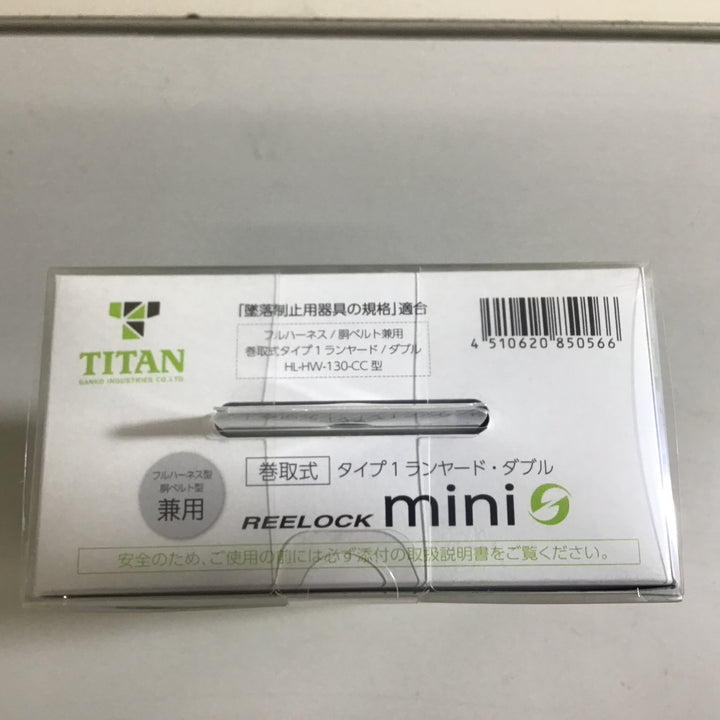 TITAN
SANKO INDUSTRIES CO.,LTD.
「墜落制止用器具の規格」適合
フルハーネス / 胴ベルト兼用
巻取式タイプ1 ランヤード / ダブル
HL-HW-130-CC 型
4 510620 850566
フルハーネス型
胴ベルト型
兼用
巻取式 タイプ1 ランヤード・ダブル
REELOCK mini
安全のため、ご使用の前には必ず添付の取扱説明書をご覧ください。